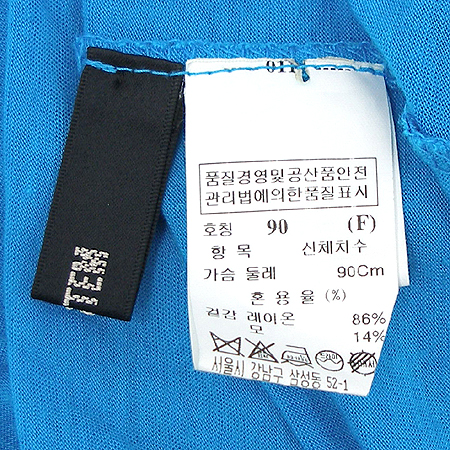 품질경영및공산품안전
관리법에의한품질표시
호칭 90 (F)
항 목 신체치수
가슴 둘레 90Cm
혼 용 율 (%)
겉감 레이온 86%
모 14%
서울시 강남구 삼성동 52-1